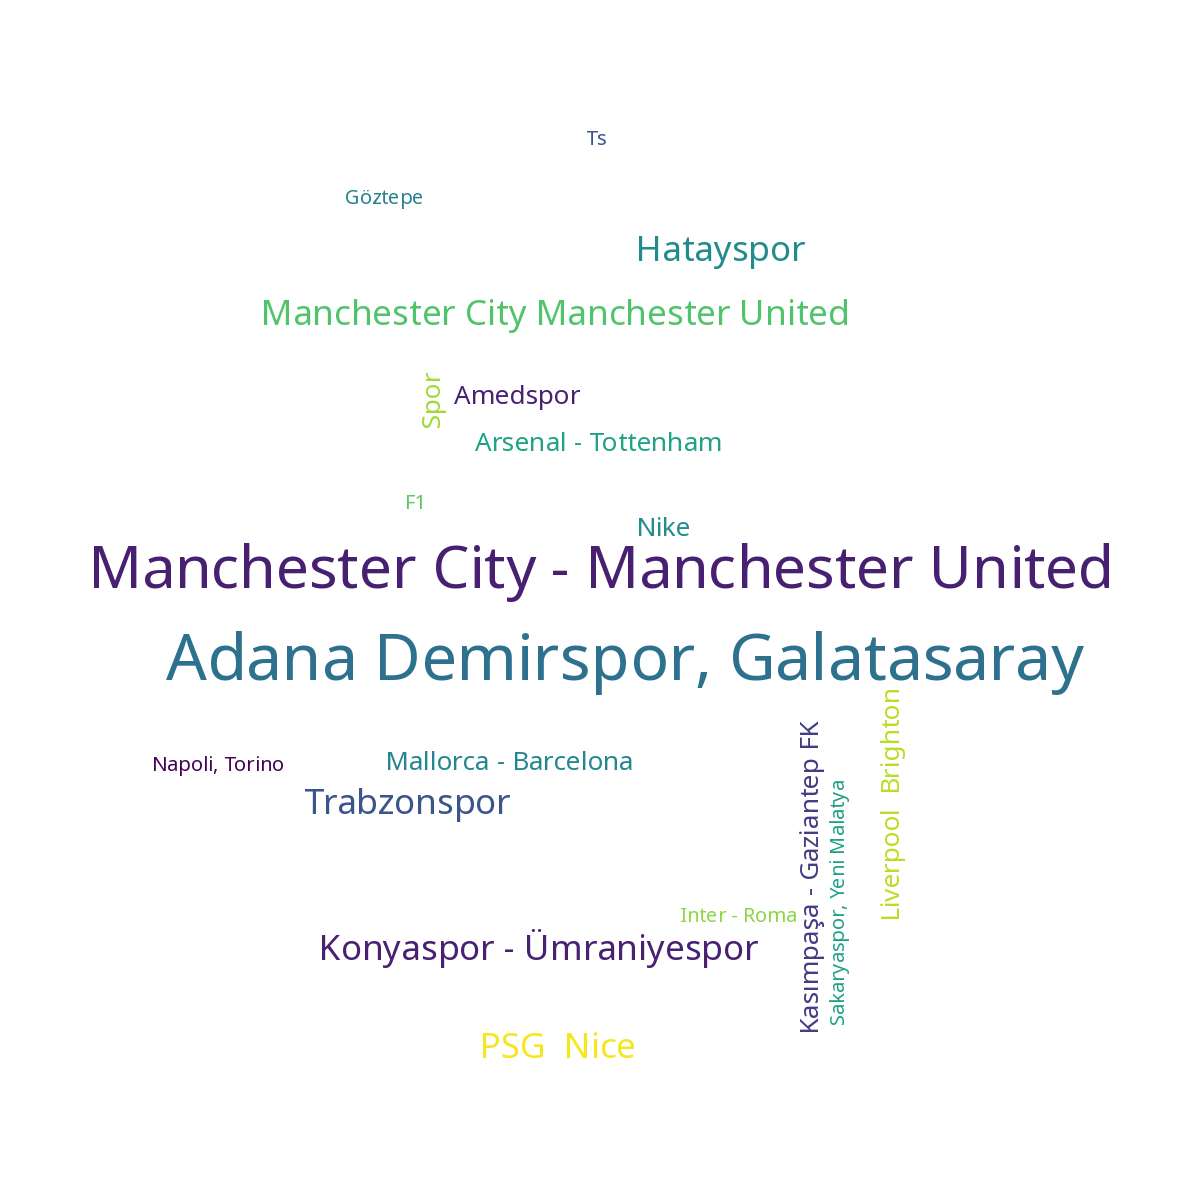 Ts
Göztepe
Hatayspor
Manchester City Manchester United
Spor
Amedspor
Arsenal - Tottenham
F1
Nike
Manchester City - Manchester United
Adana Demirspor, Galatasaray
Napoli, Torino
Mallorca - Barcelona
Trabzonspor
Kasımpaşa - Gaziantep FK
Sakaryaspor, Yeni Malatya
Liverpool  Brighton
Inter - Roma
Konyaspor - Ümraniyespor
PSG  Nice